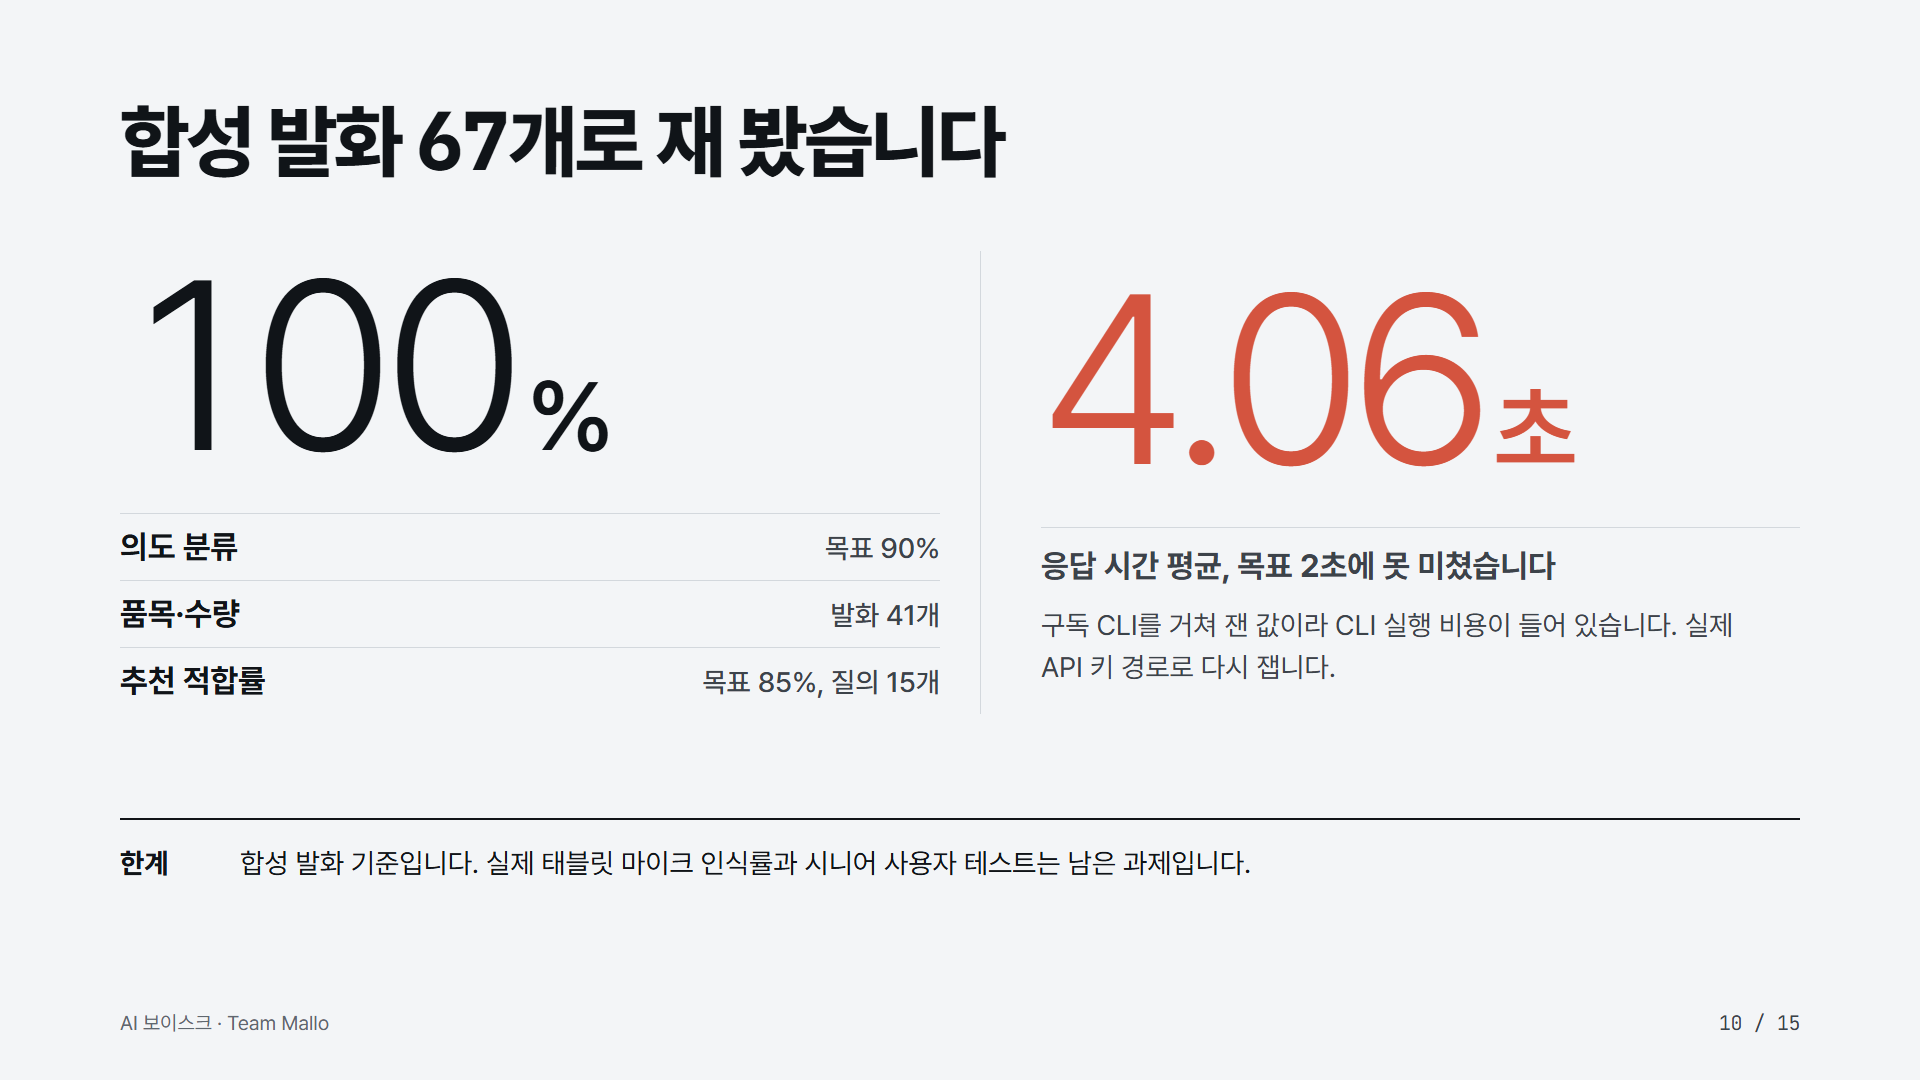 합성 발화 67개로 재 봤습니다
100%
의도 분류 목표 90%
품목·수량 발화 41개
추천 적합률 목표 85%, 질의 15개
4.06초
응답 시간 평균, 목표 2초에 못 미쳤습니다
구독 CLI를 거쳐 잰 값이라 CLI 실행 비용이 들어 있습니다. 실제
API 키 경로로 다시 잽니다.
한계 합성 발화 기준입니다. 실제 태블릿 마이크 인식률과 시니어 사용자 테스트는 남은 과제입니다.
AI 보이스크 · Team Mallo
10 / 15